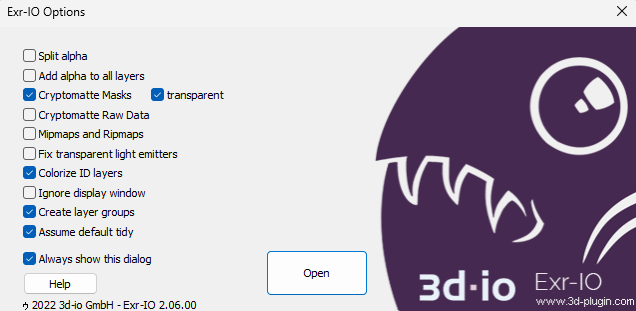 Exr-IO Options
Split alpha
Add alpha to all layers
Cryptomatte Masks transparent
Cryptomatte Raw Data
Mipmaps and Ripmaps
Fix transparent light emitters
Colorize ID layers
Ignore display window
Create layer groups
Assume default tidy
Always show this dialog
Open
Help
2022 3d-io GmbH - Exr-IO 2.06.00
3d-io Exr-IO
www.3d-plugin.com